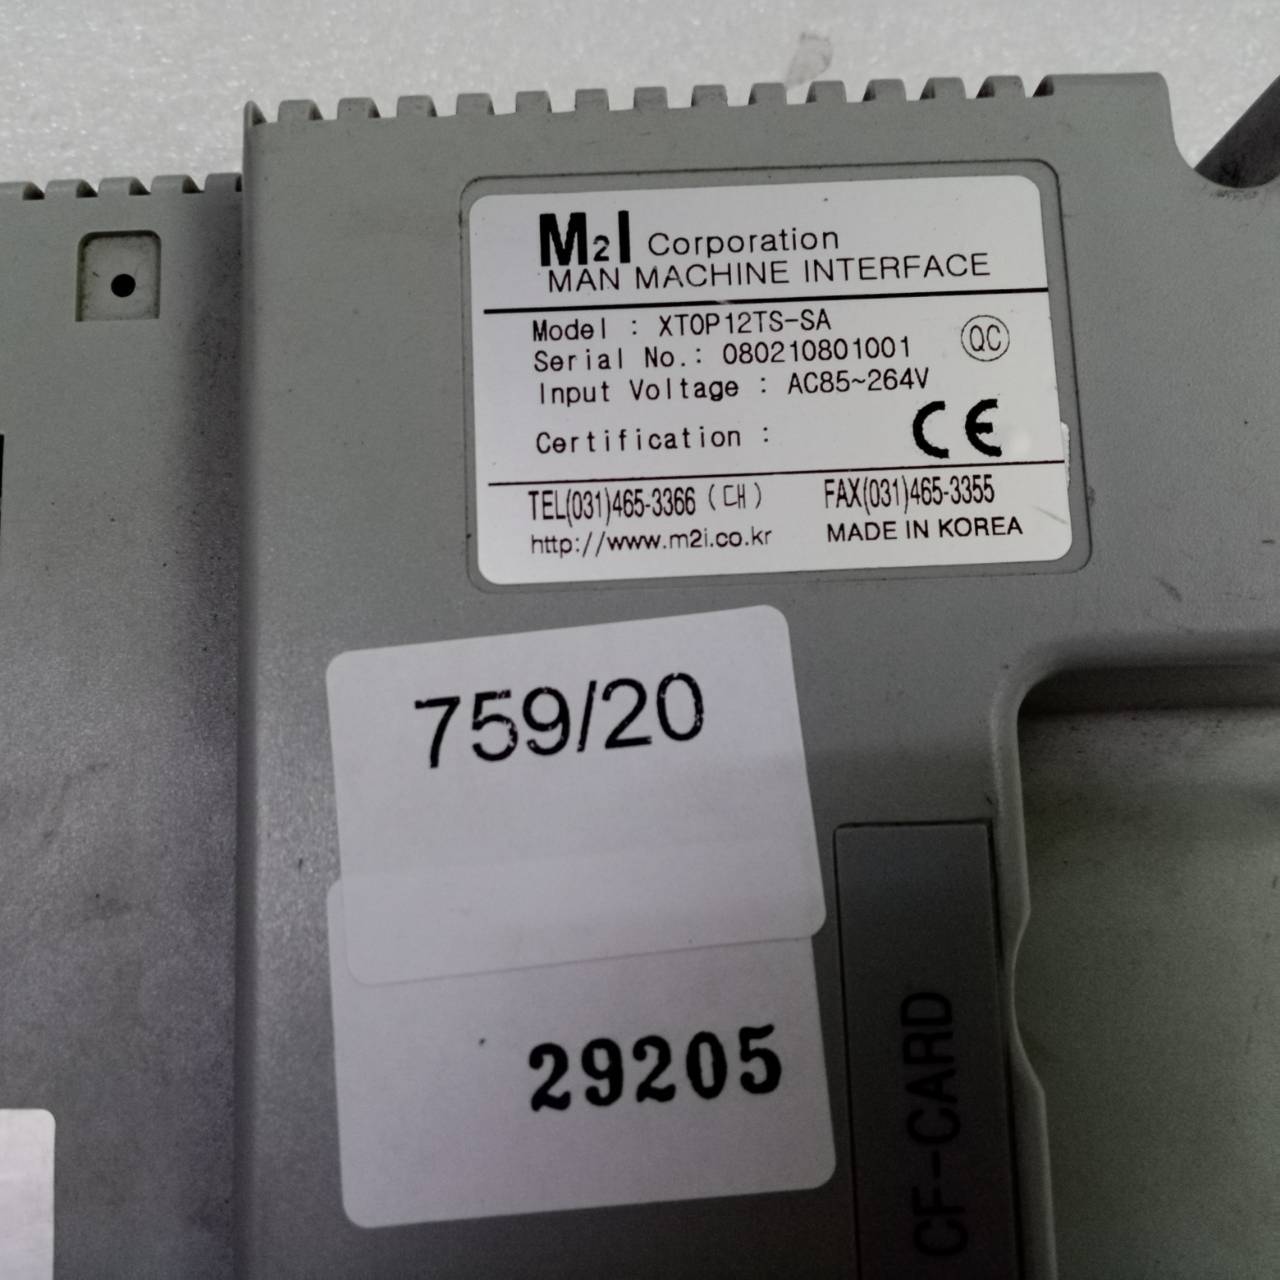 M2I Corporation
MAN MACHINE INTERFACE
Model : XTOP12TS-SA
Serial No.: 080210801001
QC
Input Voltage : AC85~264V
Certification : CE
TEL(031)465-3366 (대) FAX(031)465-3355
http://www.m2i.co.kr MADE IN KOREA
759/20
29205
CF-CARD